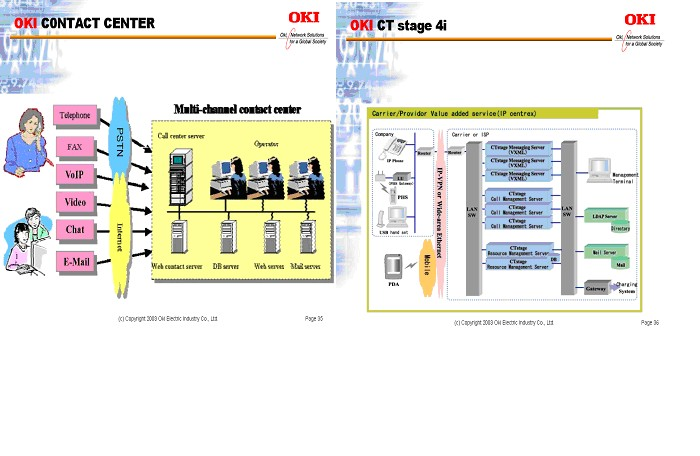 OKI CONTACT CENTER
OKI
Oki Network Solutions
for a Global Society
Multi-channel contact center
Telephone
FAX
VoIP
Video
Chat
E-Mail
PSTN
Internet
Call center server
Operator
Web contact server
DB server
Web server
Mail server
(c) Copyright 2003 Oki Electric Industry Co., Ltd.
Page 35
OKI CT stage 4i
OKI
Oki Network Solutions
for a Global Society
Carrier/Providor Value added service(IP centrex)
Company
IP Phone
PHS
USB hand set
PDA
Router
Router
IP-VPN or Wide-area Ethernet
Mobile
Carrier or ISP
LAN
SW
CTstage Messaging Server
(VXML)
CTstage Messaging Server
(VXML)
CTstage Messaging Server
(VXML)
CTstage
Call Management Server
CTstage
Call Management Server
CTstage
Call Management Server
CTstage
Resource Management Server
CTstage
Resource Management Server
DB
LAN
SW
Management
Terminal
LDAP Server
Directory
Mail Server
Mail
Gateway
Charging
System
(c) Copyright 2003 Oki Electric Industry Co., Ltd.
Page 36